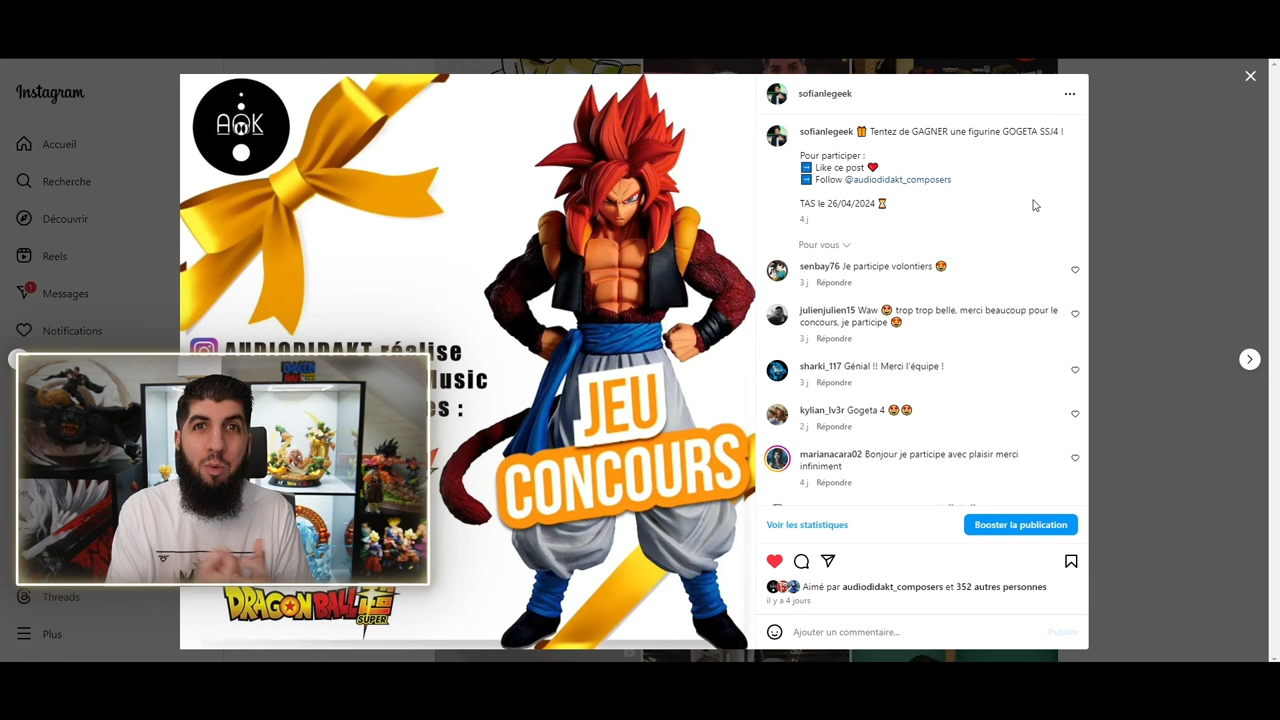 Instagram
Accueil
Recherche
Découvrir
Reels
1
Messages
Notifications
Threads
Plus
AOK
AUDIODIDAKT réalise
Music
es :
JEU
CONCOURS
DRAGON BALL
SUPER
sofianlegeek
sofianlegeek 🎁 Tentez de GAGNER une figurine GOGETA SSJ4 !
Pour participer :
➡️ Like ce post ❤️
➡️ Follow @audiodidakt_composers
TAS le 26/04/2024 ⏳
4 j
Pour vous
senbay76 Je participe volontiers 🤩
3 j Répondre
julienjulien15 Waw 🤩 trop trop belle, merci beaucoup pour le
concours, je participe 🤩
3 j Répondre
sharki_117 Génial !! Merci l'équipe !
3 j Répondre
kylian_lv3r Gogeta 4 🤩🤩
2 j Répondre
marianacara02 Bonjour je participe avec plaisir merci
infiniment
4 j Répondre
Voir les statistiques
Booster la publication
Aimé par audiodidakt_composers et 352 autres personnes
il y a 4 jours
Ajouter un commentaire...
Publier